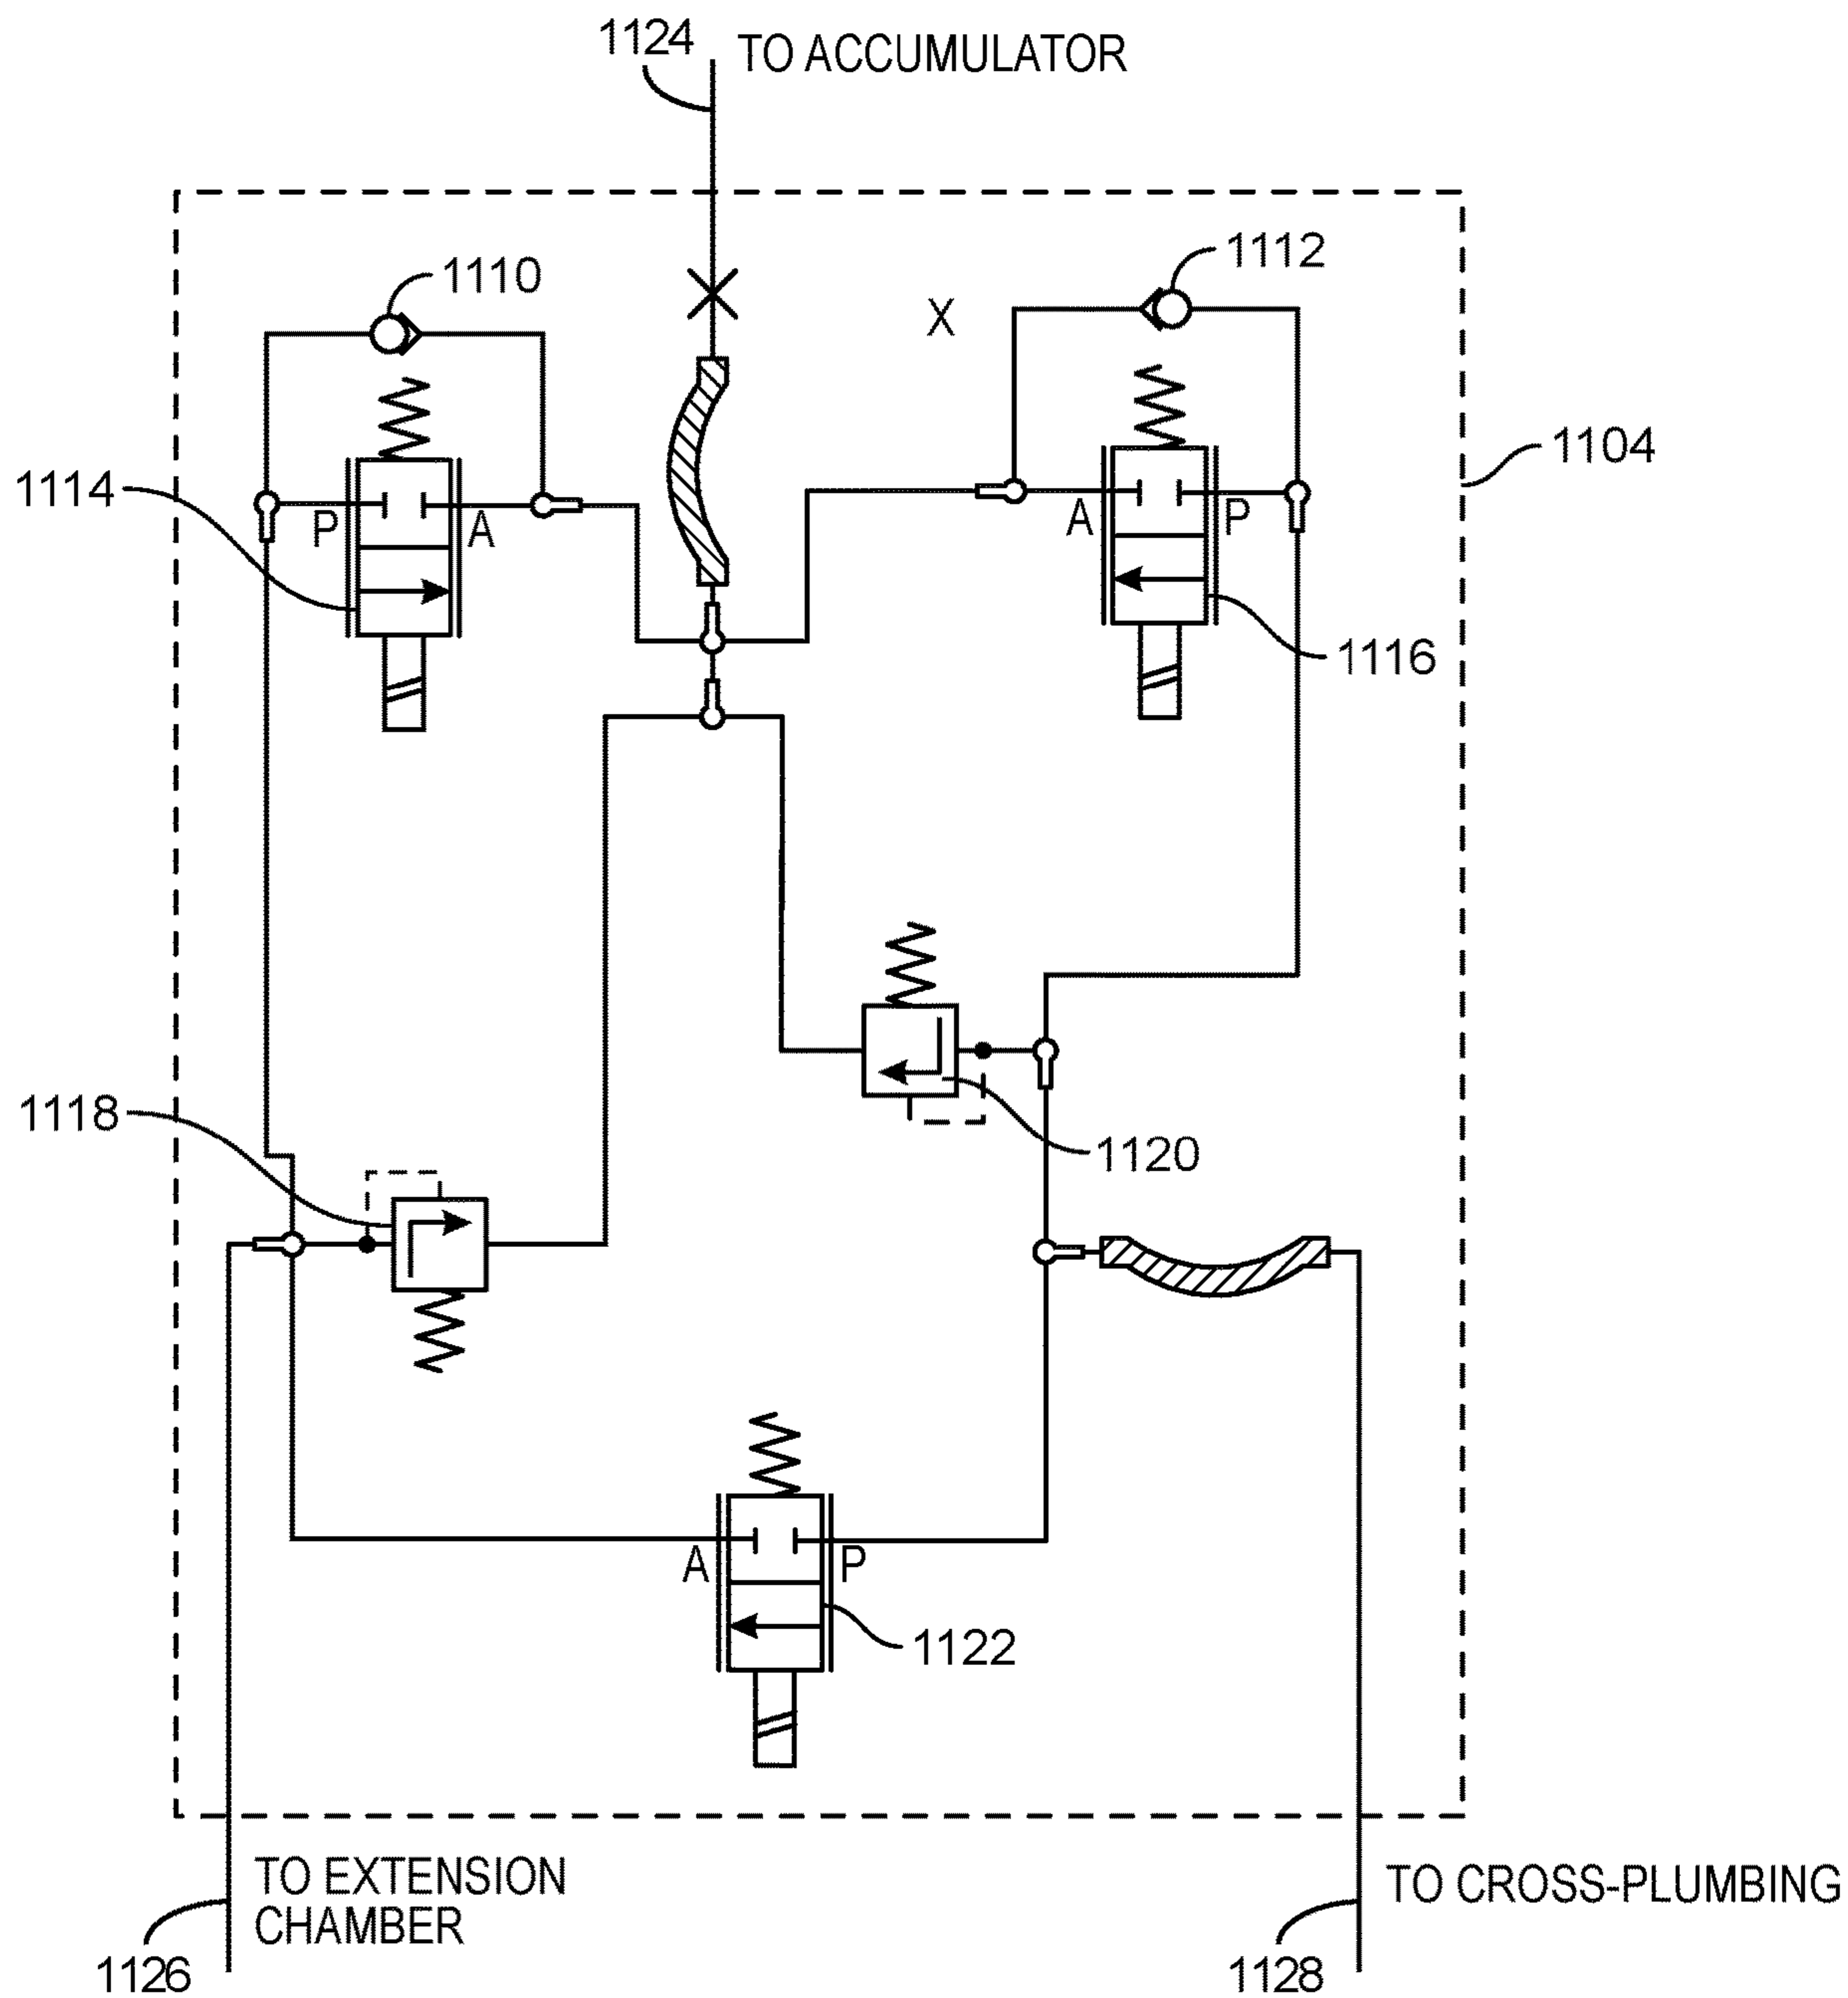 1124
TO ACCUMULATOR
1110
1112
X
1104
1114
P
A
A
P
1116
1118
1120
A
P
1122
TO EXTENSION
CHAMBER
TO CROSS-PLUMBING
1126
1128